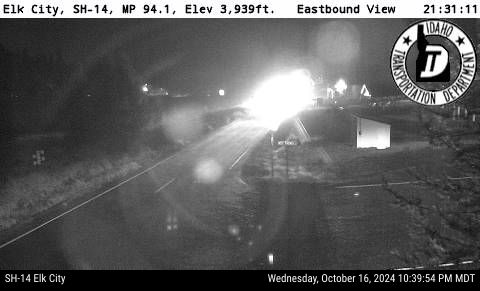 Elk City, SH-14, MP 94.1, Elev 3,939ft. Eastbound View 21:31:11
IDAHO
TRANSPORTATION DEPARTMENT
SH-14 Elk City Wednesday, October 16, 2024 10:39:54 PM MDT